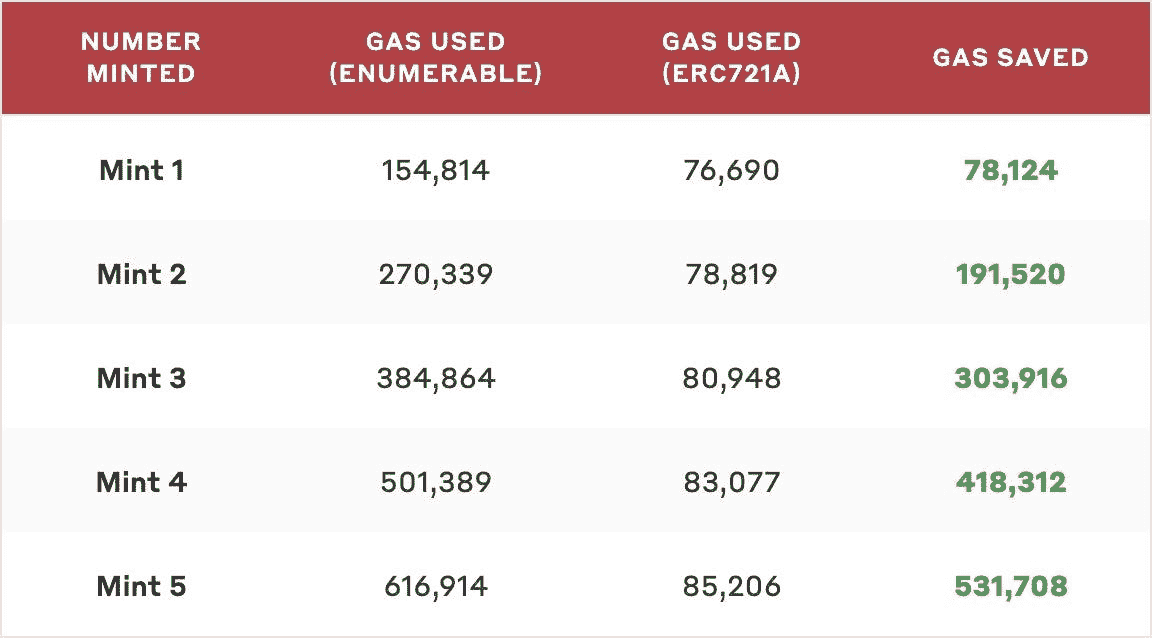 NUMBER MINTED GAS USED (ENUMERABLE) GAS USED (ERC721A) GAS SAVED
Mint 1 154,814 76,690 78,124
Mint 2 270,339 78,819 191,520
Mint 3 384,864 80,948 303,916
Mint 4 501,389 83,077 418,312
Mint 5 616,914 85,206 531,708